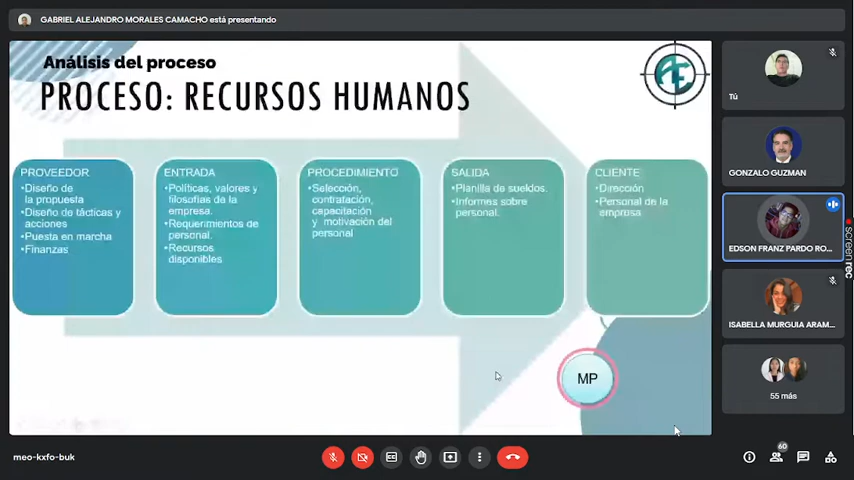 GABRIEL ALEJANDRO MORALES CAMACHO está presentando
Análisis del proceso
PROCESO: RECURSOS HUMANOS
AE
PROVEEDOR
•Diseño de
la propuesta
•Diseño de tácticas y
acciones
•Puesta en marcha
•Finanzas
ENTRADA
•Políticas, valores y
filosofías de la
empresa.
•Requerimientos de
personal.
•Recursos
disponibles
PROCEDIMIENTO
•Selección,
contratación,
capacitación
y motivación del
personal
SALIDA
•Planilla de sueldos.
•Informes sobre
personal.
CLIENTE
•Dirección
•Personal de la
empresa
MP
Tú
GONZALO GUZMAN
EDSON FRANZ PARDO RO...
ISABELLA MURGUIA ARAM...
55 más
screenrec
meo-kxfo-buk
60